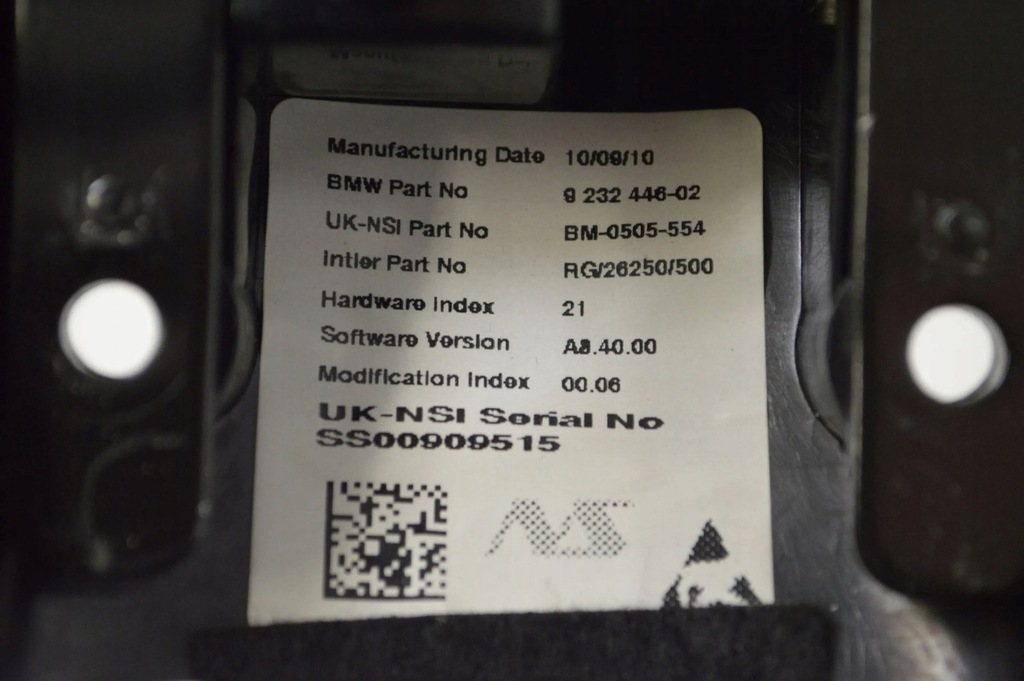 Manufacturing Date 10/09/10
BMW Part No 9 232 446-02
UK-NSI Part No BM-0505-554
Intier Part No RG/26250/500
Hardware Index 21
Software Version A8.40.00
Modification Index 00.06
UK-NSI Serial No
SS00909515
NS